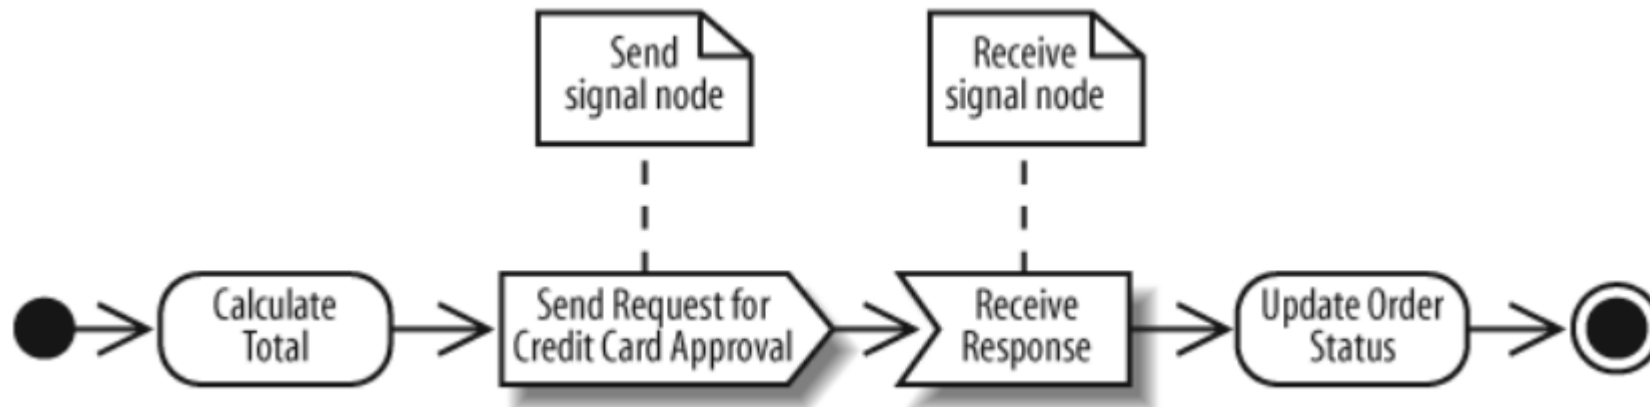 Send
signal node
Receive
signal node
Calculate
Total
Send Request for
Credit Card Approval
Receive
Response
Update Order
Status